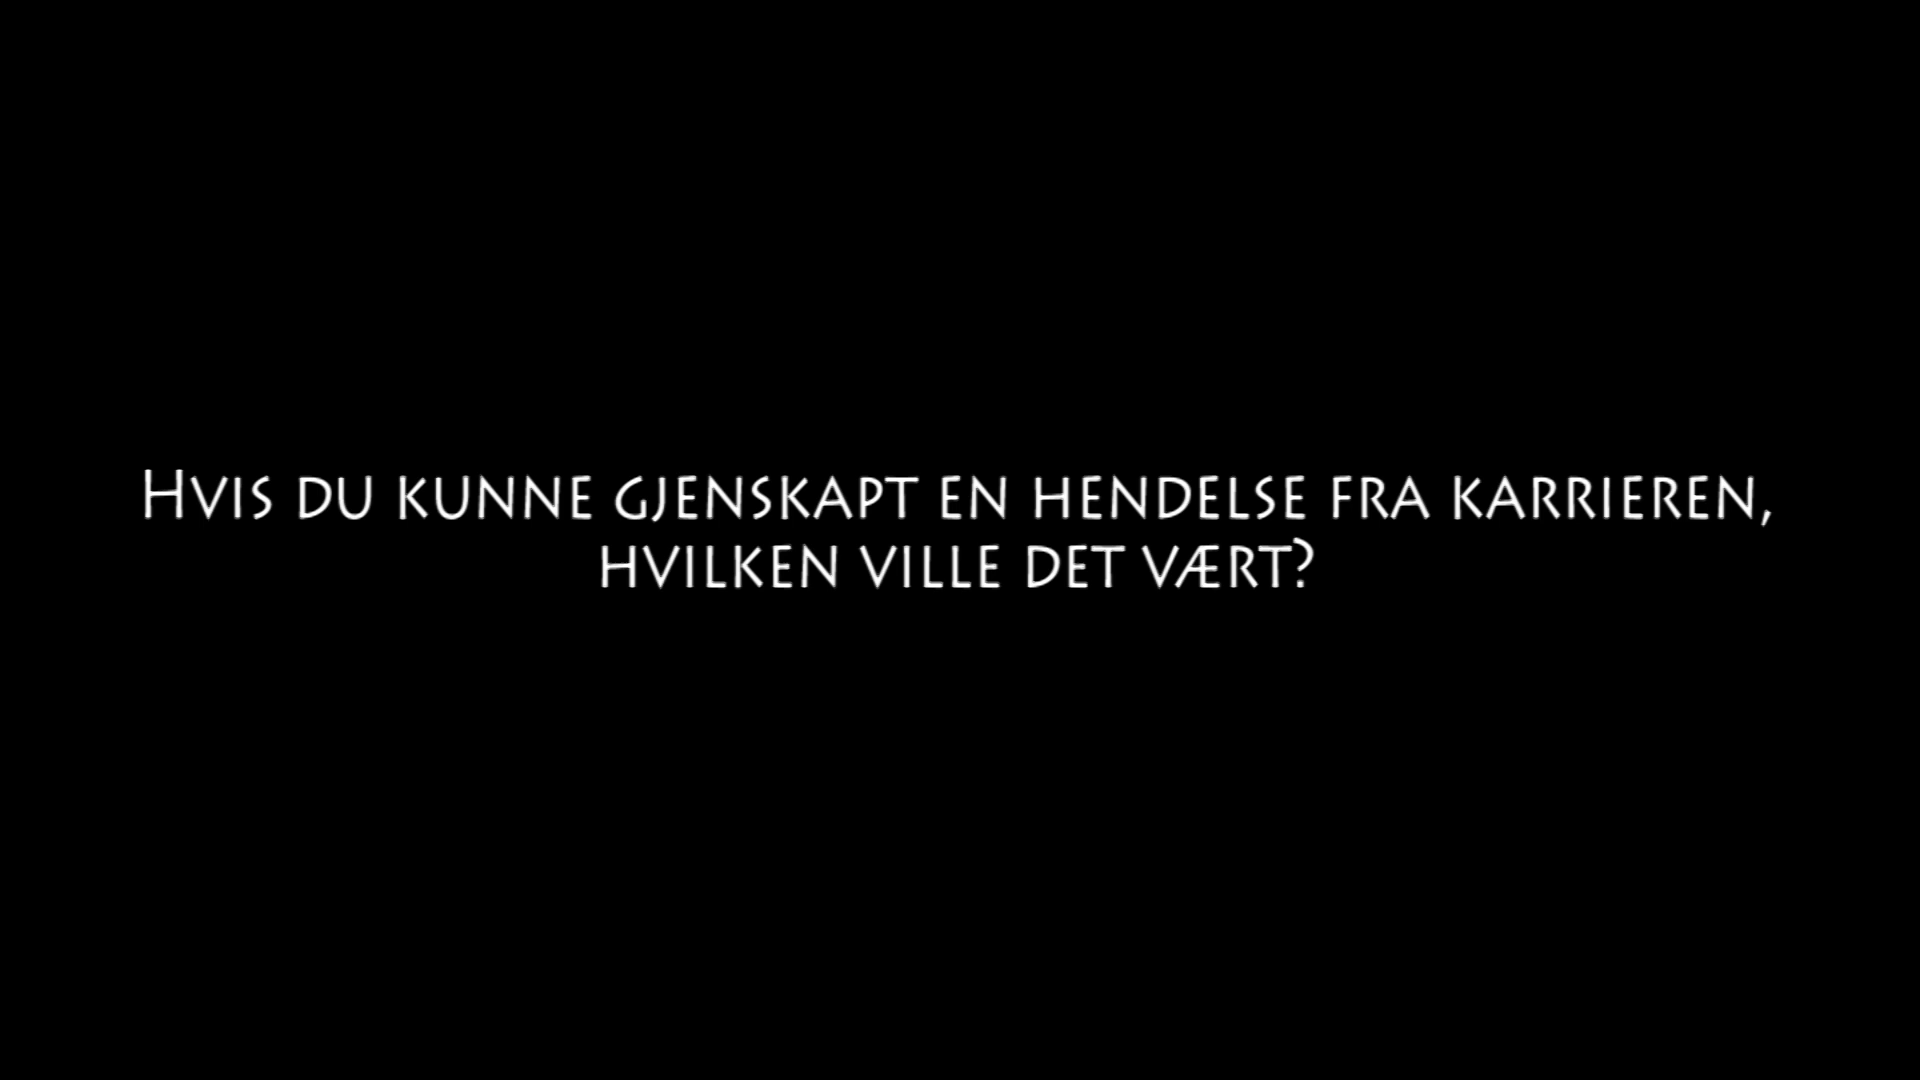 Hvis du kunne gjenskapt en hendelse fra karrieren,
hvilken ville det vært?